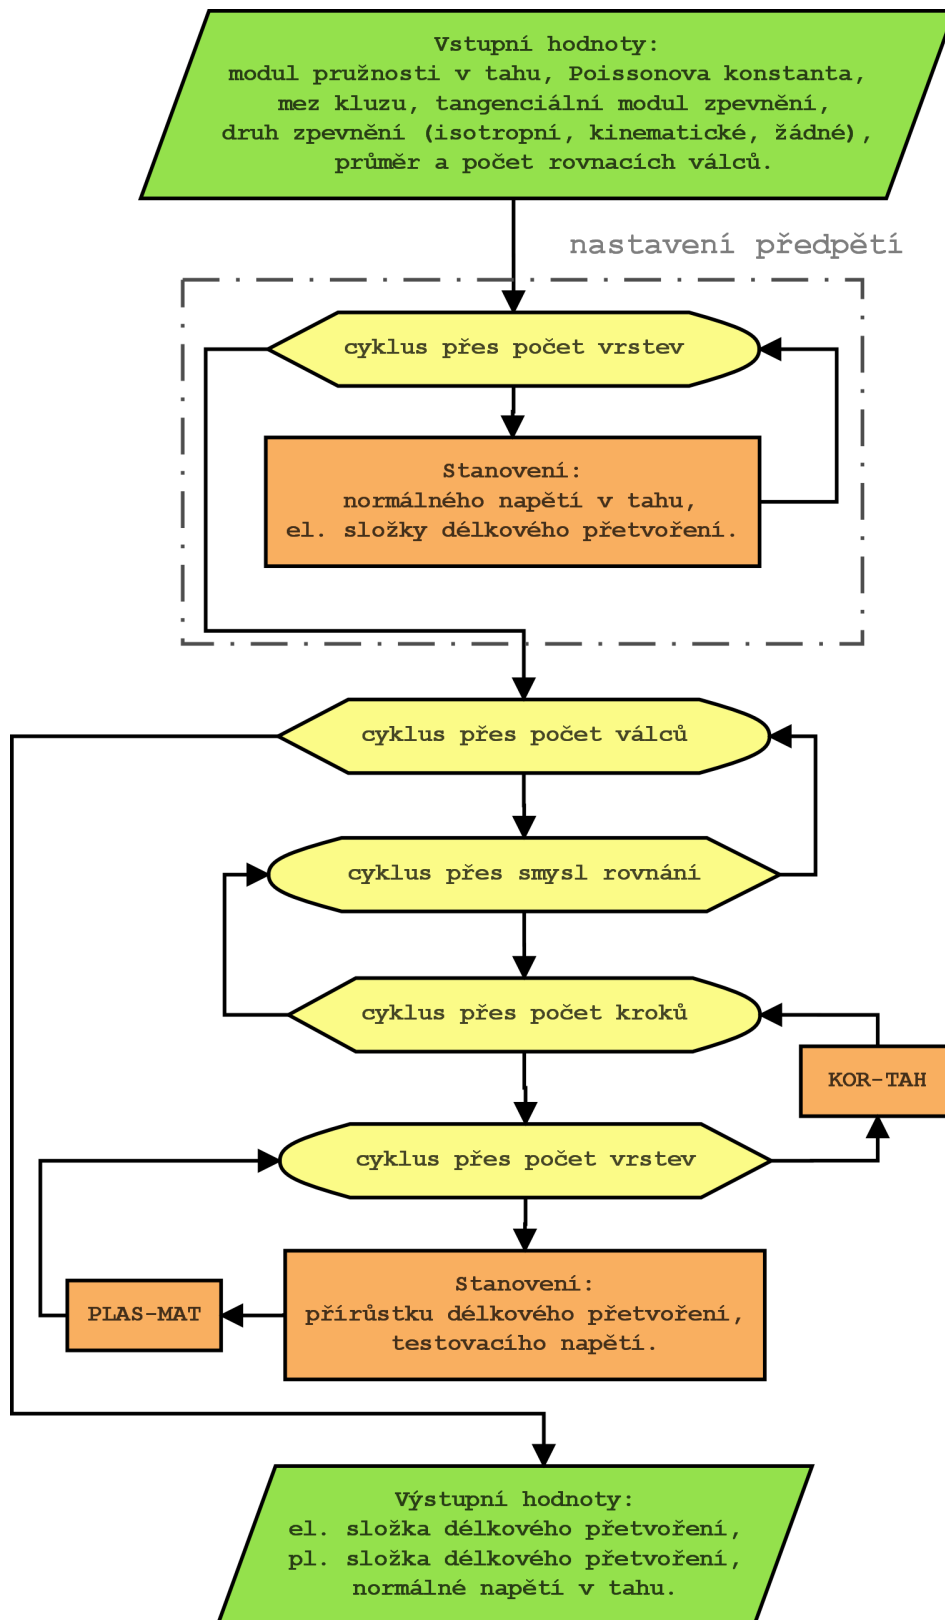 Vstupní hodnoty:
modul pružnosti v tahu, Poissonova konstanta,
mez kluzu, tangenciální modul zpevnění,
druh zpevnění (isotropní, kinematické, žádné),
průměr a počet rovnacích válců.
nastavení předpětí
cyklus přes počet vrstev
Stanovení:
normálného napětí v tahu,
el. složky délkového přetvoření.
cyklus přes počet válců
cyklus přes smysl rovnání
cyklus přes počet kroků
KOR-TAH
cyklus přes počet vrstev
Stanovení:
přírůstku délkového přetvoření,
testovacího napětí.
PLAS-MAT
Výstupní hodnoty:
el. složka délkového přetvoření,
pl. složka délkového přetvoření,
normálné napětí v tahu.